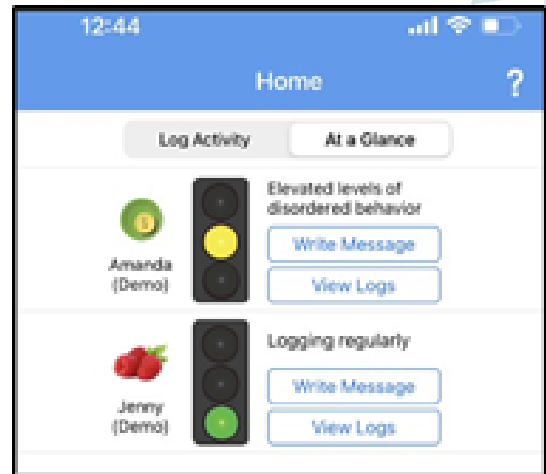 12:44
Home
?
Log Activity
At a Glance
Elevated levels of
disordered behavior
Write Message
Amanda
(Demo)
View Logs
Logging regularly
Write Message
Jenny
(Demo)
View Logs